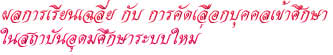 ผลการเรียนเฉลี่ย กับ การคัดเลือกบุคคลเข้าศึกษา
ในสถาบันอุดมศึกษาระบบใหม่